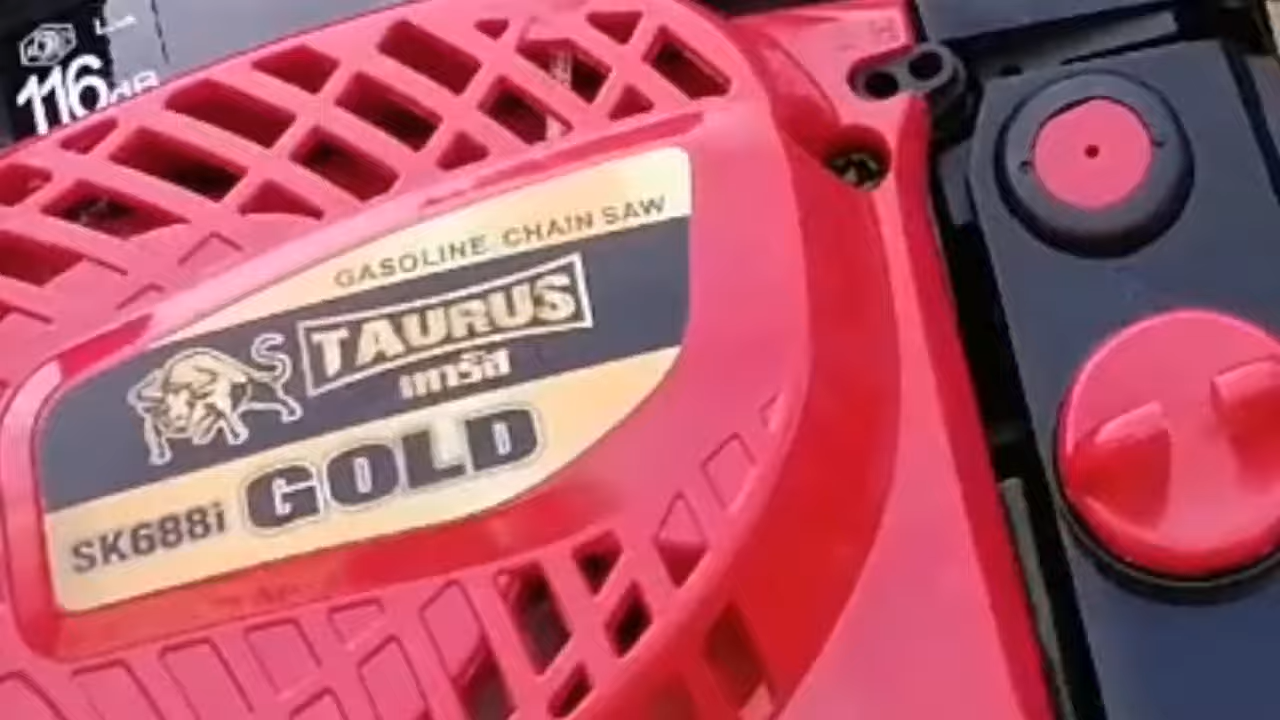 116dB
GASOLINE CHAIN SAW
TAURUS
เทารัส
GOLD
SK688i